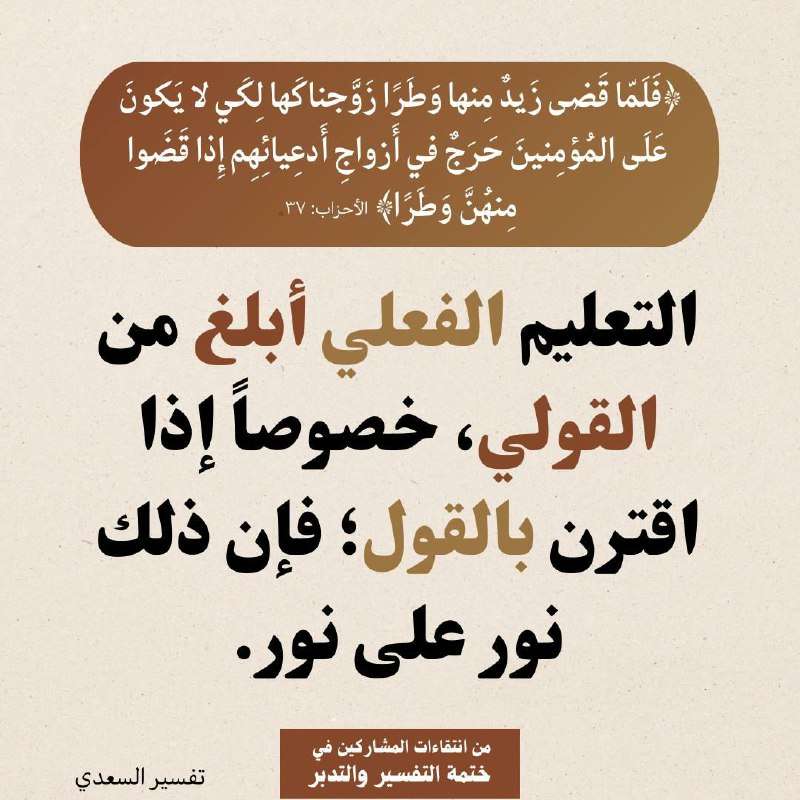 ﴿فَلَمّا قَضى زَيدٌ مِنها وَطَرًا زَوَّجناكَها لِكَي لا يَكونَ
عَلَى المُؤمِنينَ حَرَجٌ في أَزواجِ أَدعِيائِهِم إِذا قَضَوا
مِنهُنَّ وَطَرًا﴾ الأحزاب: ٣٧.
التعليم الفعلي أبلغ من
القولي، خصوصاً إذا
اقترن بالقول؛ فإن ذلك
نور على نور.
من انتقاءات المشاركين في
ختمة التفسير والتدبر
تفسير السعدي